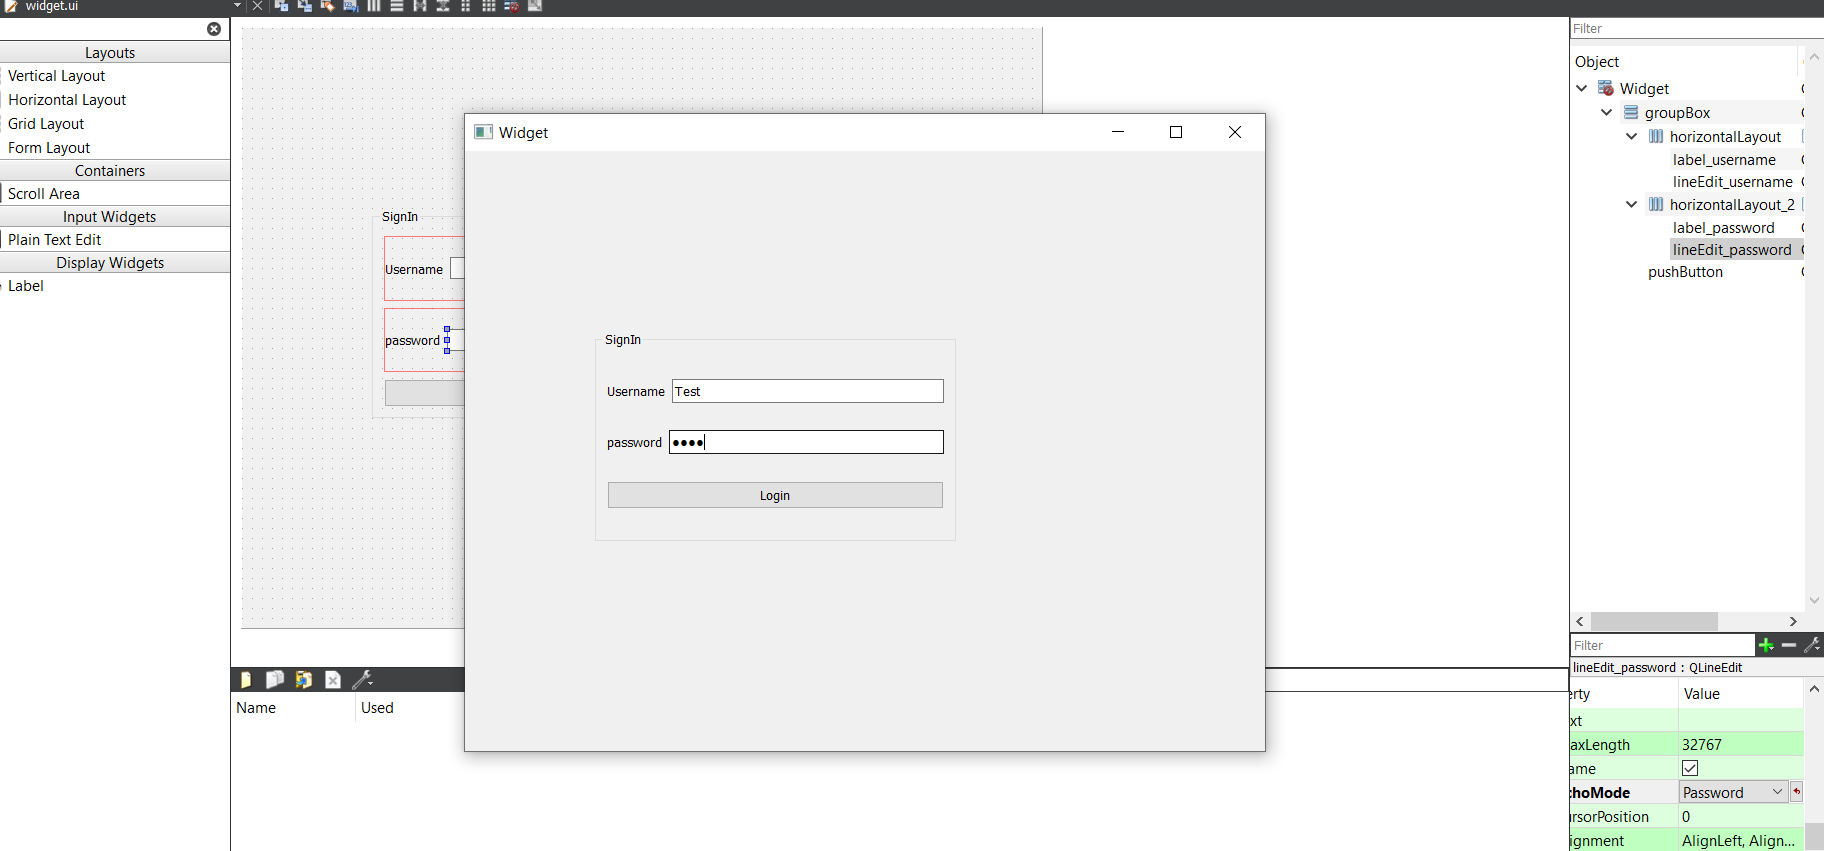 widget.ui
Layouts
Vertical Layout
Horizontal Layout
Grid Layout
Form Layout
Containers
Scroll Area
Input Widgets
Plain Text Edit
Display Widgets
Label
SignIn
Username
password
Name Used
Widget
SignIn
Username Test
password ●●●●
Login
Filter
Object
Widget
groupBox
horizontalLayout
label_username
lineEdit_username
horizontalLayout_2
label_password
lineEdit_password
pushButton
Filter
lineEdit_password : QLineEdit
erty Value
xt
axLength 32767
ame
choMode Password
ursorPosition 0
ignment AlignLeft, Align...